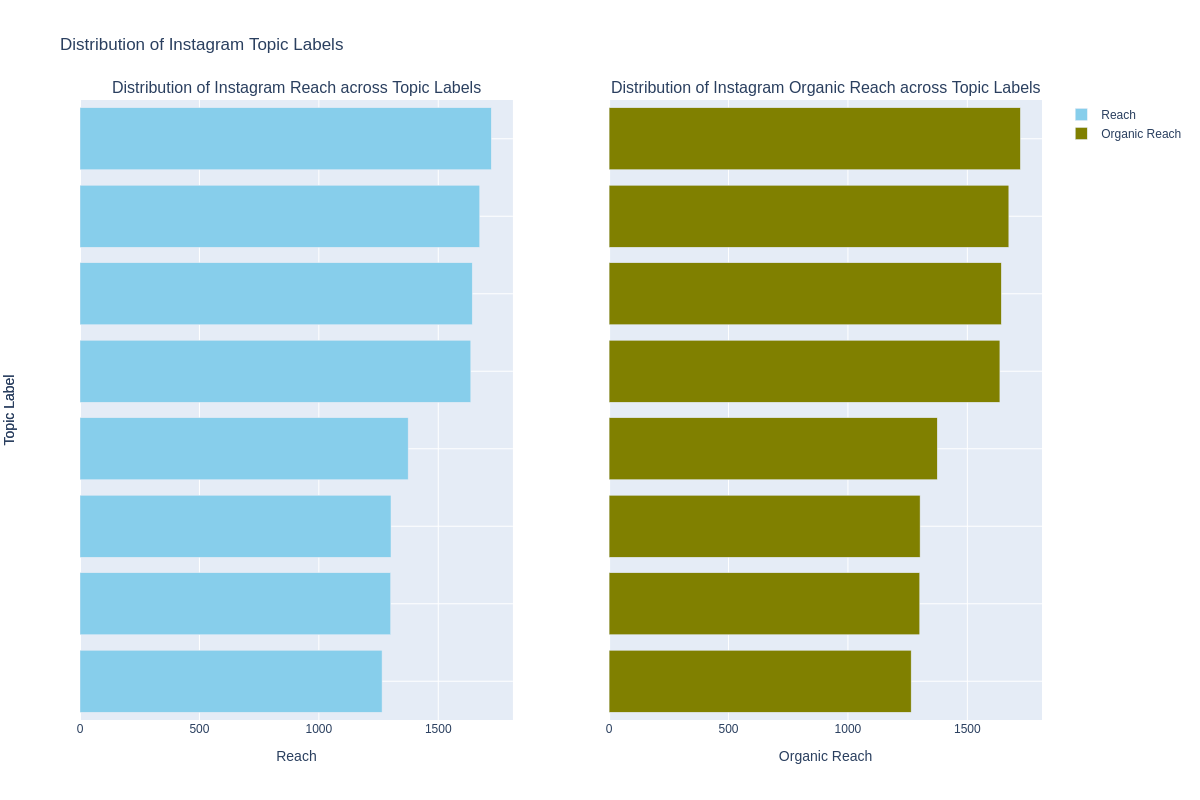 Distribution of Instagram Topic Labels
Distribution of Instagram Reach across Topic Labels
Distribution of Instagram Organic Reach across Topic Labels
Reach
Organic Reach
Topic Label
0 500 1000 1500
0 500 1000 1500
Reach
Organic Reach